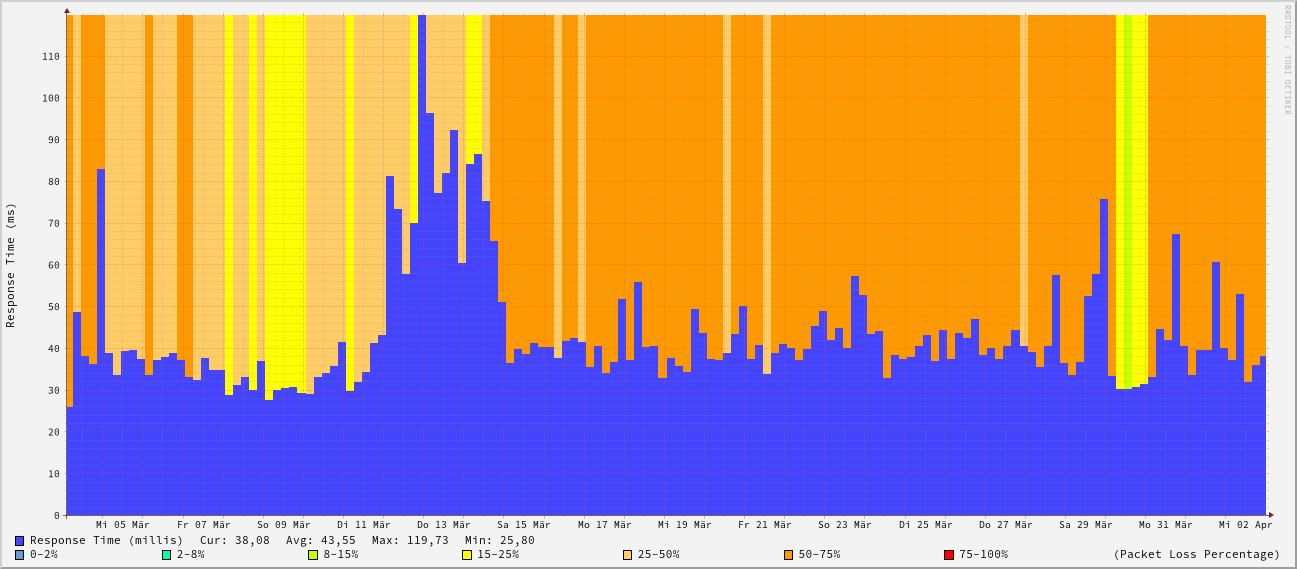 RRDTOOL / TOBI OETIKER
Response Time (ms)
110
100
90
80
70
60
50
40
30
20
10
0
Mi 05 Mär Fr 07 Mär So 09 Mär Di 11 Mär Do 13 Mär Sa 15 Mär Mo 17 Mär Mi 19 Mär Fr 21 Mär So 23 Mär Di 25 Mär Do 27 Mär Sa 29 Mär Mo 31 Mär Mi 02 Apr
Response Time (millis) Cur: 38,08 Avg: 43,55 Max: 119,73 Min: 25,80
0-2% 2-8% 8-15% 15-25% 25-50% 50-75% 75-100% (Packet Loss Percentage)